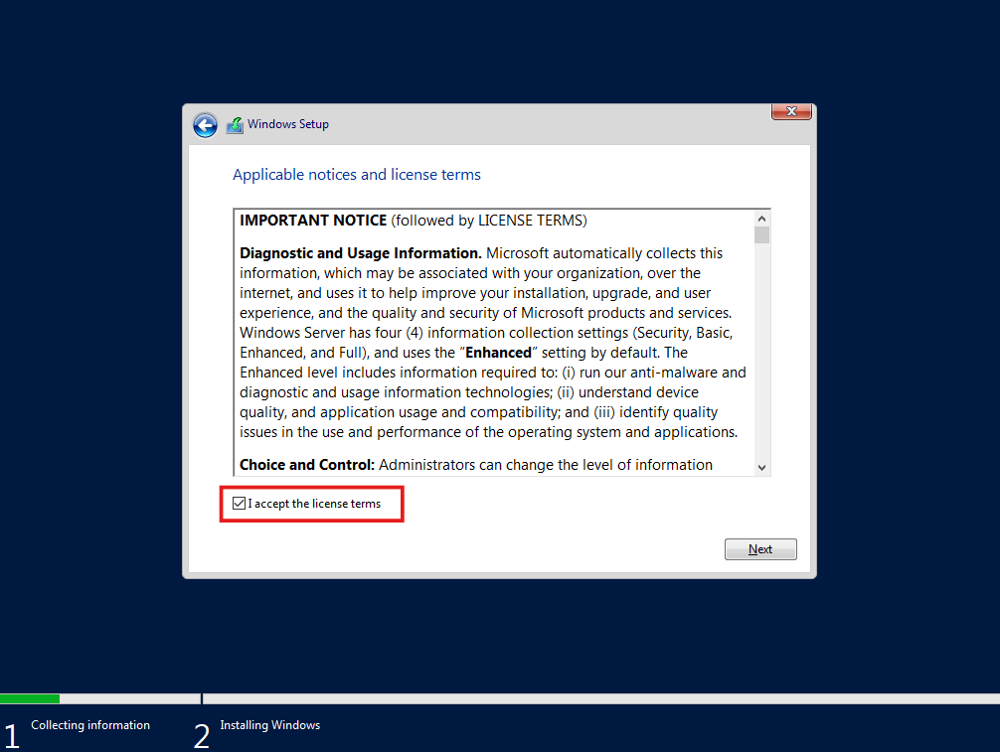 Windows Setup
Applicable notices and license terms
IMPORTANT NOTICE (followed by LICENSE TERMS)
Diagnostic and Usage Information. Microsoft automatically collects this
information, which may be associated with your organization, over the
internet, and uses it to help improve your installation, upgrade, and user
experience, and the quality and security of Microsoft products and services.
Windows Server has four (4) information collection settings (Security, Basic,
Enhanced, and Full), and uses the “Enhanced” setting by default. The
Enhanced level includes information required to: (i) run our anti-malware and
diagnostic and usage information technologies; (ii) understand device
quality, and application usage and compatibility; and (iii) identify quality
issues in the use and performance of the operating system and applications.
Choice and Control: Administrators can change the level of information
I accept the license terms
Next
1 Collecting information
2 Installing Windows